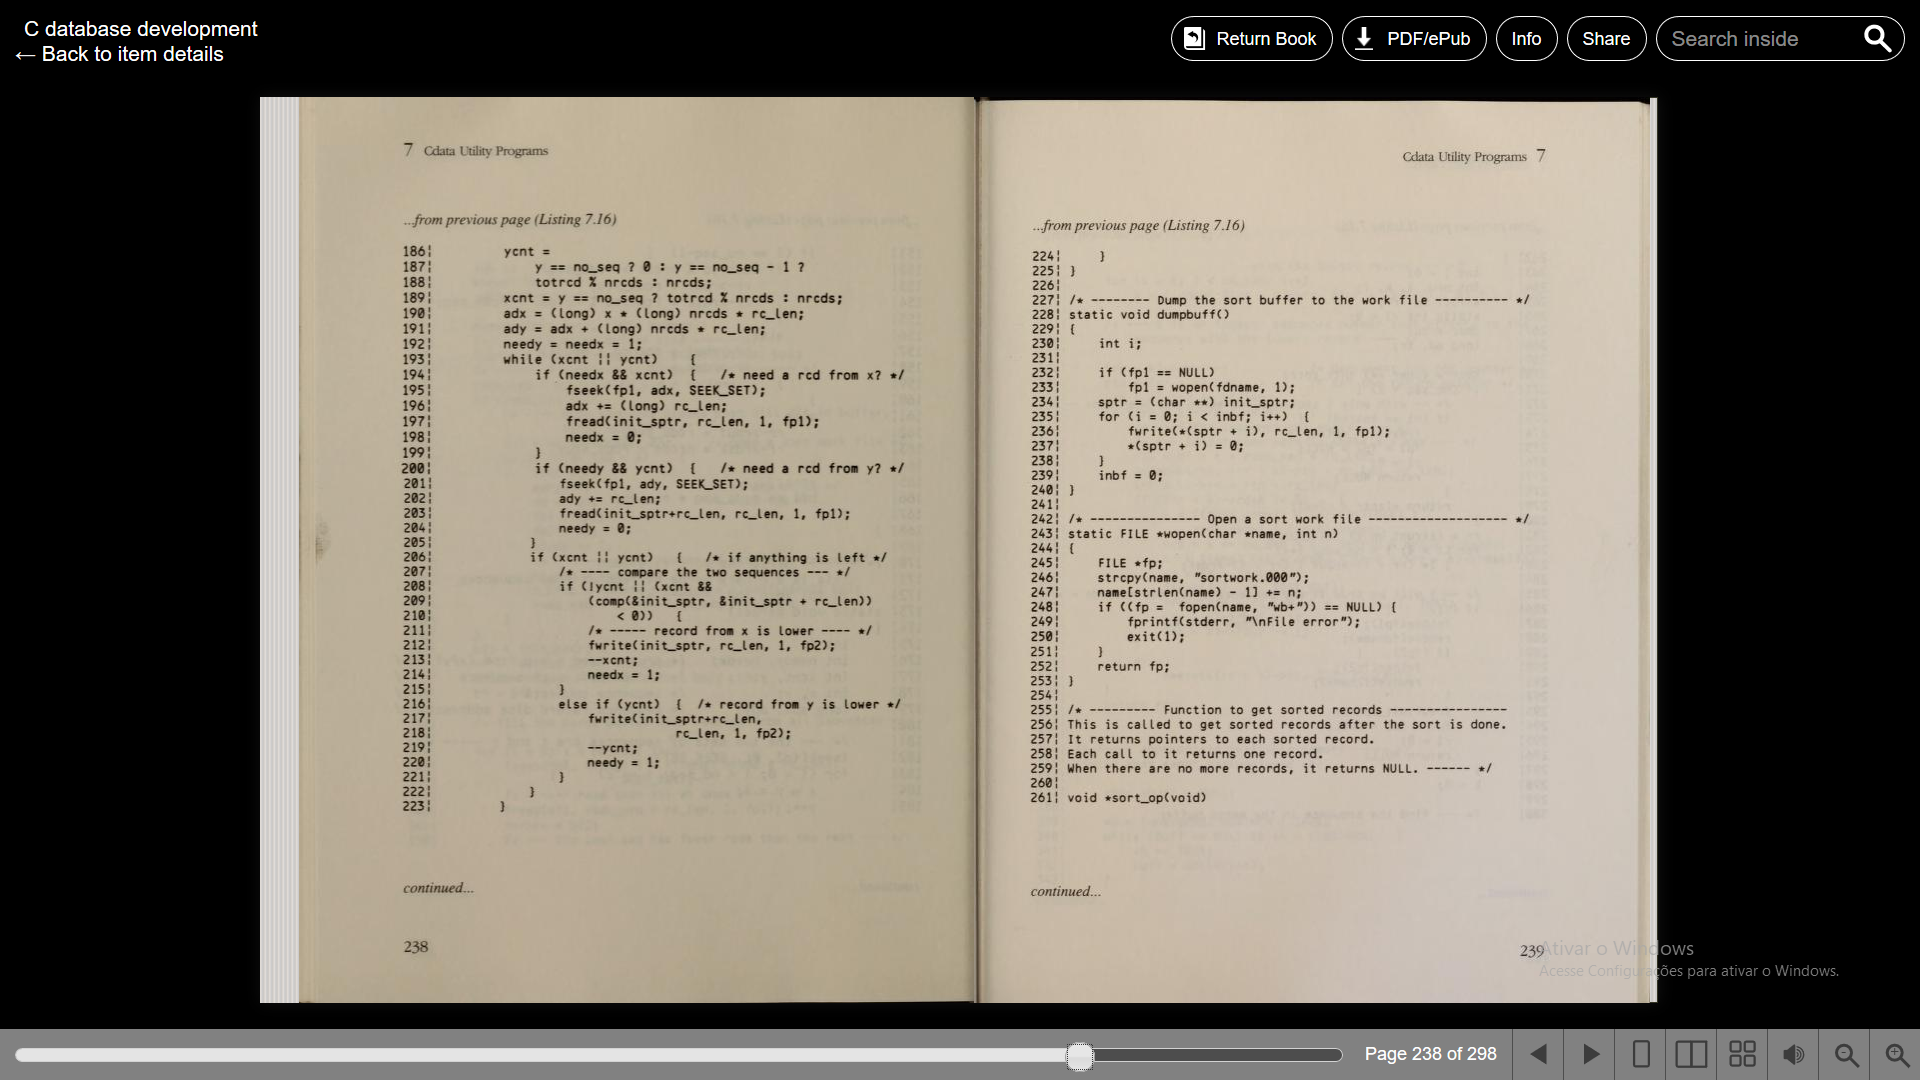 C database development
← Back to item details
Return Book
PDF/ePub
Info
Share
Search inside
7 Cdata Utility Programs
...from previous page (Listing 7.16)
186¦         ycnt =
187¦             y == no_seq ? 0 : y == no_seq - 1 ?
188¦             totrcd % nrcds : nrcds;
189¦         xcnt = y == no_seq ? totrcd % nrcds : nrcds;
190¦         adx = (long) x * (long) nrcds * rc_len;
191¦         ady = adx + (long) nrcds * rc_len;
192¦         needy = needx = 1;
193¦         while (xcnt ¦¦ ycnt)    {
194¦             if (needx && xcnt)  {   /* need a rcd from x? */
195¦                 fseek(fp1, adx, SEEK_SET);
196¦                 adx += (long) rc_len;
197¦                 fread(init_sptr, rc_len, 1, fp1);
198¦                 needx = 0;
199¦             }
200¦             if (needy && ycnt)  {   /* need a rcd from y? */
201¦                 fseek(fp1, ady, SEEK_SET);
202¦                 ady += rc_len;
203¦                 fread(init_sptr+rc_len, rc_len, 1, fp1);
204¦                 needy = 0;
205¦             }
206¦             if (xcnt ¦¦ ycnt)   {   /* if anything is left */
207¦                 /* ---- compare the two sequences --- */
208¦                 if (!ycnt ¦¦ (xcnt &&
209¦                     (comp(&init_sptr, &init_sptr + rc_len))
210¦                         < 0))   {
211¦                     /* ----- record from x is lower ---- */
212¦                     fwrite(init_sptr, rc_len, 1, fp2);
213¦                     --xcnt;
214¦                     needx = 1;
215¦                 }
216¦                 else if (ycnt)  {  /* record from y is lower */
217¦                     fwrite(init_sptr+rc_len,
218¦                                 rc_len, 1, fp2);
219¦                     --ycnt;
220¦                     needy = 1;
221¦                 }
222¦             }
223¦         }
continued...
238
Cdata Utility Programs 7
...from previous page (Listing 7.16)
224¦     }
225¦ }
226¦
227¦ /* -------- Dump the sort buffer to the work file ---------- */
228¦ static void dumpbuff()
229¦ {
230¦     int i;
231¦
232¦     if (fp1 == NULL)
233¦         fp1 = wopen(fdname, 1);
234¦     sptr = (char **) init_sptr;
235¦     for (i = 0; i < inbf; i++)  {
236¦         fwrite(*(sptr + i), rc_len, 1, fp1);
237¦         *(sptr + i) = 0;
238¦     }
239¦     inbf = 0;
240¦ }
241¦
242¦ /* --------------- Open a sort work file ------------------- */
243¦ static FILE *wopen(char *name, int n)
244¦ {
245¦     FILE *fp;
246¦     strcpy(name, "sortwork.000");
247¦     name[strlen(name) - 1] += n;
248¦     if ((fp =  fopen(name, "wb+")) == NULL) {
249¦         fprintf(stderr, "\nFile error");
250¦         exit(1);
251¦     }
252¦     return fp;
253¦ }
254¦
255¦ /* --------- Function to get sorted records ----------------
256¦ This is called to get sorted records after the sort is done.
257¦ It returns pointers to each sorted record.
258¦ Each call to it returns one record.
259¦ When there are no more records, it returns NULL. ------ */
260¦
261¦ void *sort_op(void)
continued...
239
Ativar o Windows
Acesse Configurações para ativar o Windows.
Page 238 of 298